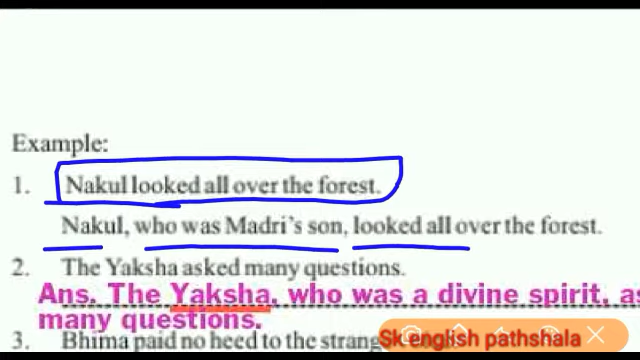 Example:
1. Nakul looked all over the forest.
Nakul, who was Madri's son, looked all over the forest.
2. The Yaksha asked many questions.
Ans. The Yaksha, who was a divine spirit, as
many questions.
3. Bhima paid no heed to the strang
Sk english pathshala